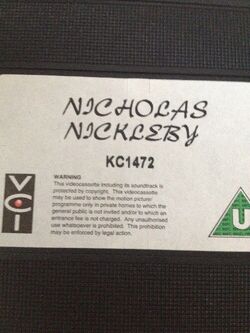 NICHOLAS
NICKLEBY
KC1472
VCI
WARNING
This videocassette including its soundtrack is
protected by copyright. This videocassette
may be used to show the motion picture/
programme only in private homes to which the
general public is not invited and/or to which an
entrance fee is not charged. Any unauthorised
use whatsoever is prohibited. This prohibition
may be enforced by legal action.
U